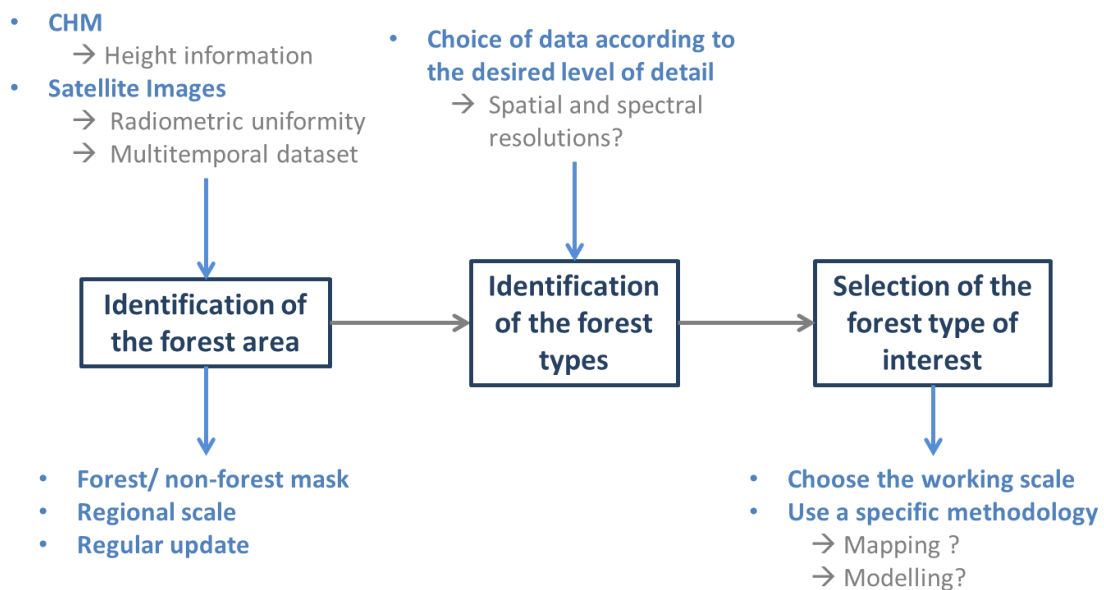 • CHM
→ Height information
• Satellite Images
→ Radiometric uniformity
→ Multitemporal dataset
• Choice of data according to
the desired level of detail
→ Spatial and spectral
resolutions?
Identification of
the forest area
Identification
of the forest
types
Selection of the
forest type of
interest
• Forest/ non-forest mask
• Regional scale
• Regular update
• Choose the working scale
• Use a specific methodology
→ Mapping ?
→ Modelling?